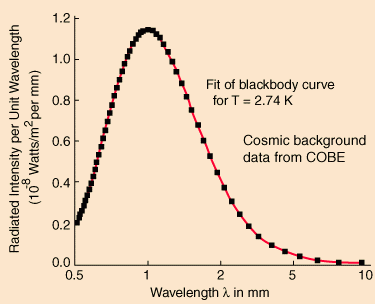 Radiated Intensity per Unit Wavelength
(10⁻⁸ Watts/m² per mm)
1.2
1.0
0.8
0.6
0.4
0.2
0.0
Fit of blackbody curve
for T = 2.74 K
Cosmic background
data from COBE
0.5
1
2
5
10
Wavelength λ in mm